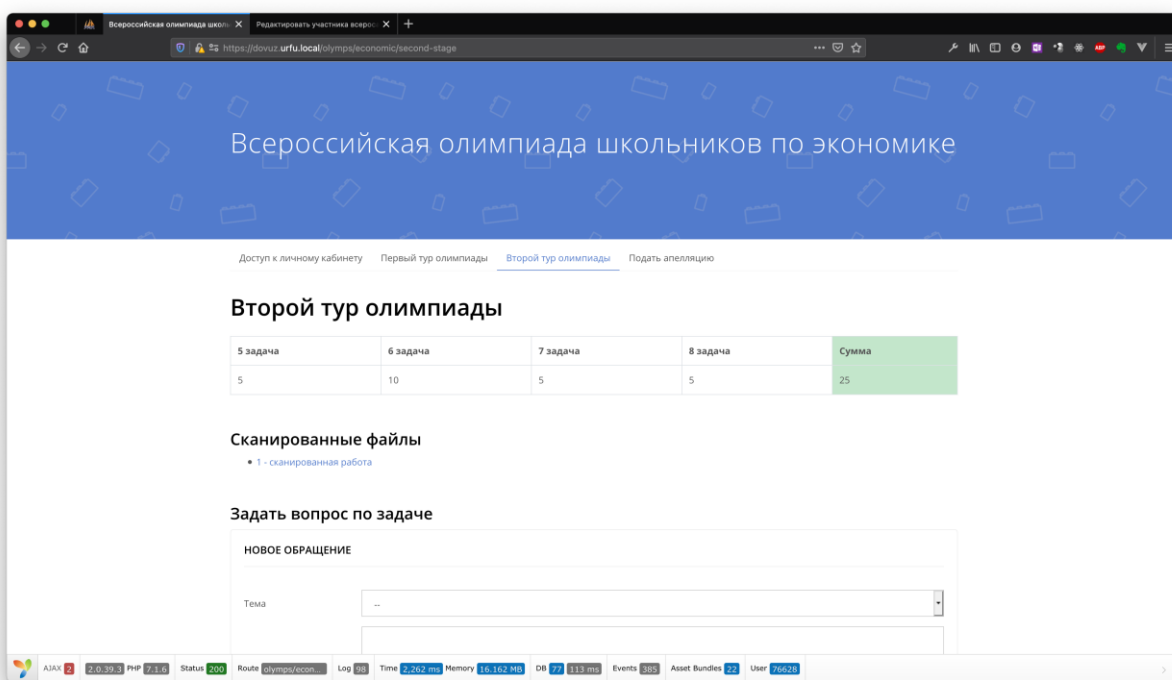 Всероссийская олимпиада школь
Редактировать участника всерос
https://dovuz.urfu.local/olymps/economic/second-stage
ABP
Всероссийская олимпиада школьников по экономике
Доступ к личному кабинету Первый тур олимпиады Второй тур олимпиады Подать апелляцию
Второй тур олимпиады
5 задача 6 задача 7 задача 8 задача Сумма
5 10 5 5 25
Сканированные файлы
1 - сканированная работа
Задать вопрос по задаче
НОВОЕ ОБРАЩЕНИЕ
Тема --
AJAX 2 2.0.39.3 PHP 7.1.6 Status 200 Route olymps/econ... Log 98 Time 2,262 ms Memory 16.162 MB DB 77 113 ms Events 385 Asset Bundles 22 User 76628